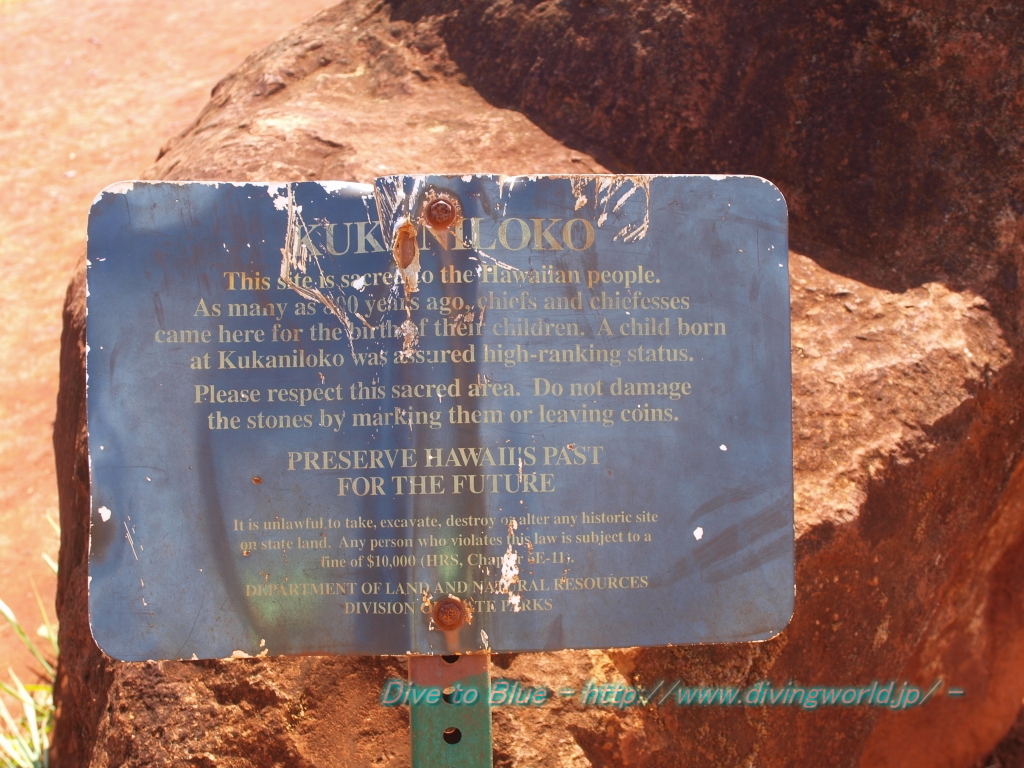 KUKANILOKO
This site is sacred to the Hawaiian people.
As many as 800 years ago, chiefs and chiefesses
came here for the birth of their children. A child born
at Kukaniloko was assured high-ranking status.
Please respect this sacred area. Do not damage
the stones by marking them or leaving coins.
PRESERVE HAWAII'S PAST
FOR THE FUTURE
It is unlawful to take, excavate, destroy or alter any historic site
on state land. Any person who violates this law is subject to a
fine of $10,000 (HRS, Chapter 6E-11).
DEPARTMENT OF LAND AND NATURAL RESOURCES
DIVISION OF STATE PARKS
Dive to Blue - http://www.divingworld.jp/ -